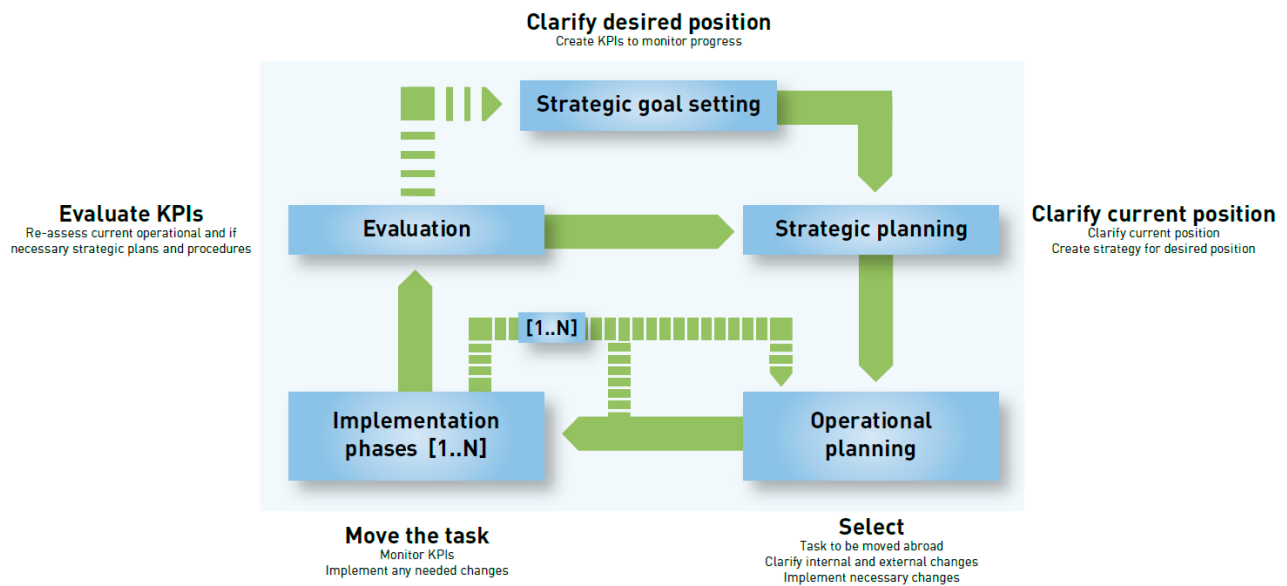 Clarify desired position
Create KPIs to monitor progress
Strategic goal setting
Evaluate KPIs
Re-assess current operational and if
necessary strategic plans and procedures
Evaluation
Strategic planning
Clarify current position
Clarify current position
Create strategy for desired position
[1..N]
Implementation
phases [1..N]
Operational
planning
Move the task
Monitor KPIs
Implement any needed changes
Select
Task to be moved abroad
Clarify internal and external changes
Implement necessary changes